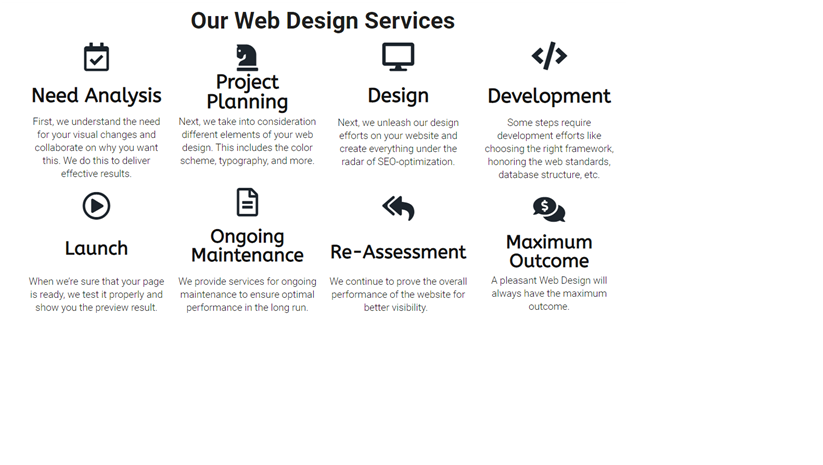 Our Web Design Services
Need Analysis
First, we understand the need
for your visual changes and
collaborate on why you want
this. We do this to deliver
effective results.
Project
Planning
Next, we take into consideration
different elements of your web
design. This includes the color
scheme, typography, and more.
Design
Next, we unleash our design
efforts on your website and
create everything under the
radar of SEO-optimization.
Development
Some steps require
development efforts like
choosing the right framework,
honoring the web standards,
database structure, etc.
Launch
When we're sure that your page
is ready, we test it properly and
show you the preview result.
Ongoing
Maintenance
We provide services for ongoing
maintenance to ensure optimal
performance in the long run.
Re-Assessment
We continue to prove the overall
performance of the website for
better visibility.
$
Maximum
Outcome
A pleasant Web Design will
always have the maximum
outcome.